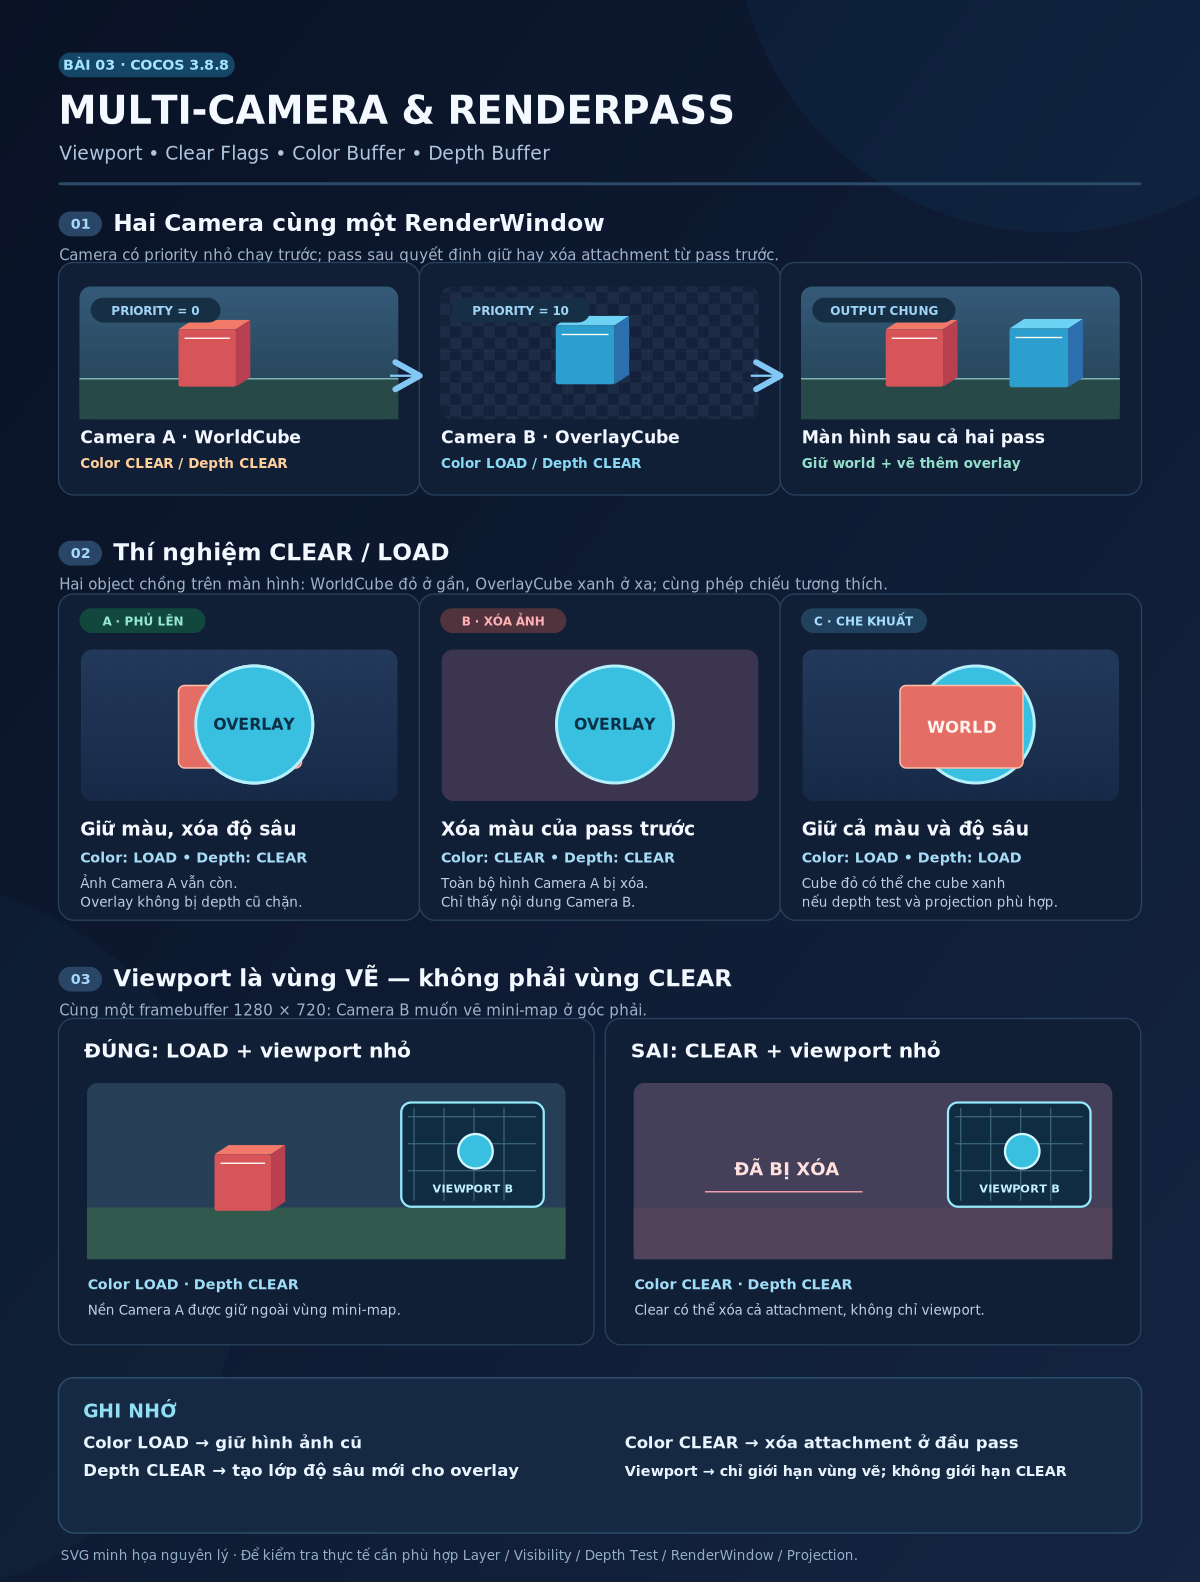 BÀI 03 · COCOS 3.8.8
MULTI-CAMERA & RENDERPASS
Viewport • Clear Flags • Color Buffer • Depth Buffer
01 Hai Camera cùng một RenderWindow
Camera có priority nhỏ chạy trước; pass sau quyết định giữ hay xóa attachment từ pass trước.
PRIORITY = 0
Camera A · WorldCube
Color CLEAR / Depth CLEAR
PRIORITY = 10
Camera B · OverlayCube
Color LOAD / Depth CLEAR
OUTPUT CHUNG
Màn hình sau cả hai pass
Giữ world + vẽ thêm overlay
02 Thí nghiệm CLEAR / LOAD
Hai object chồng trên màn hình: WorldCube đỏ ở gần, OverlayCube xanh ở xa; cùng phép chiếu tương thích.
A · PHỦ LÊN
OVERLAY
Giữ màu, xóa độ sâu
Color: LOAD • Depth: CLEAR
Ảnh Camera A vẫn còn.
Overlay không bị depth cũ chặn.
B · XÓA ẢNH
OVERLAY
Xóa màu của pass trước
Color: CLEAR • Depth: CLEAR
Toàn bộ hình Camera A bị xóa.
Chỉ thấy nội dung Camera B.
C · CHE KHUẤT
WORLD
Giữ cả màu và độ sâu
Color: LOAD • Depth: LOAD
Cube đỏ có thể che cube xanh
nếu depth test và projection phù hợp.
03 Viewport là vùng VẼ — không phải vùng CLEAR
Cùng một framebuffer 1280 × 720: Camera B muốn vẽ mini-map ở góc phải.
ĐÚNG: LOAD + viewport nhỏ
VIEWPORT B
Color LOAD · Depth CLEAR
Nền Camera A được giữ ngoài vùng mini-map.
SAI: CLEAR + viewport nhỏ
ĐÃ BỊ XÓA
VIEWPORT B
Color CLEAR · Depth CLEAR
Clear có thể xóa cả attachment, không chỉ viewport.
GHI NHỚ
Color LOAD → giữ hình ảnh cũ
Depth CLEAR → tạo lớp độ sâu mới cho overlay
Color CLEAR → xóa attachment ở đầu pass
Viewport → chỉ giới hạn vùng vẽ; không giới hạn CLEAR
SVG minh họa nguyên lý · Để kiểm tra thực tế cần phù hợp Layer / Visibility / Depth Test / RenderWindow / Projection.